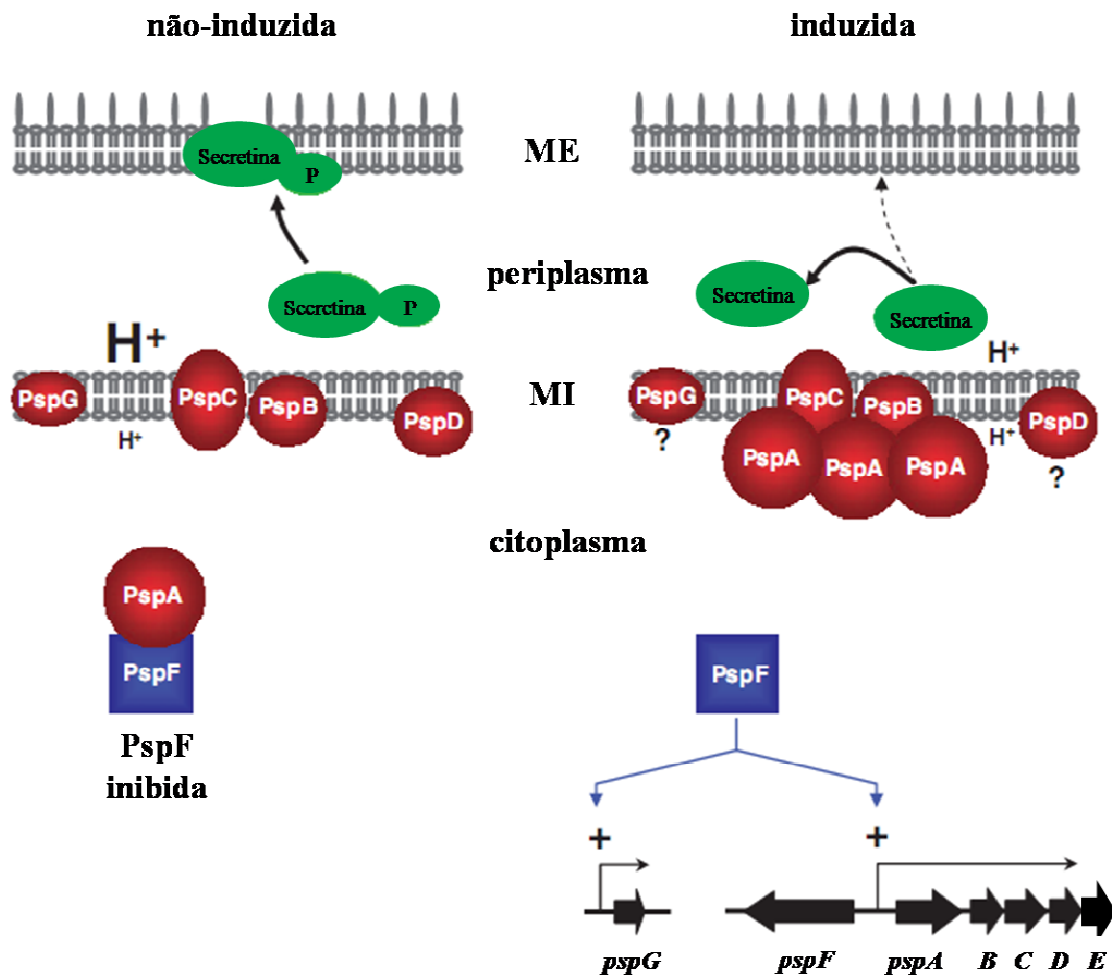 não-induzida
induzida
Secretina
P
ME
periplasma
Secretina
P
Secretina
Secretina
H+
H+
PspG
PspC
PspB
PspD
H+
MI
PspG
PspC
PspB
PspD
H+
?
PspA
PspA
PspA
?
citoplasma
PspA
PspF
PspF
inibida
PspF
+
+
pspG
pspF
pspA
B
C
D
E